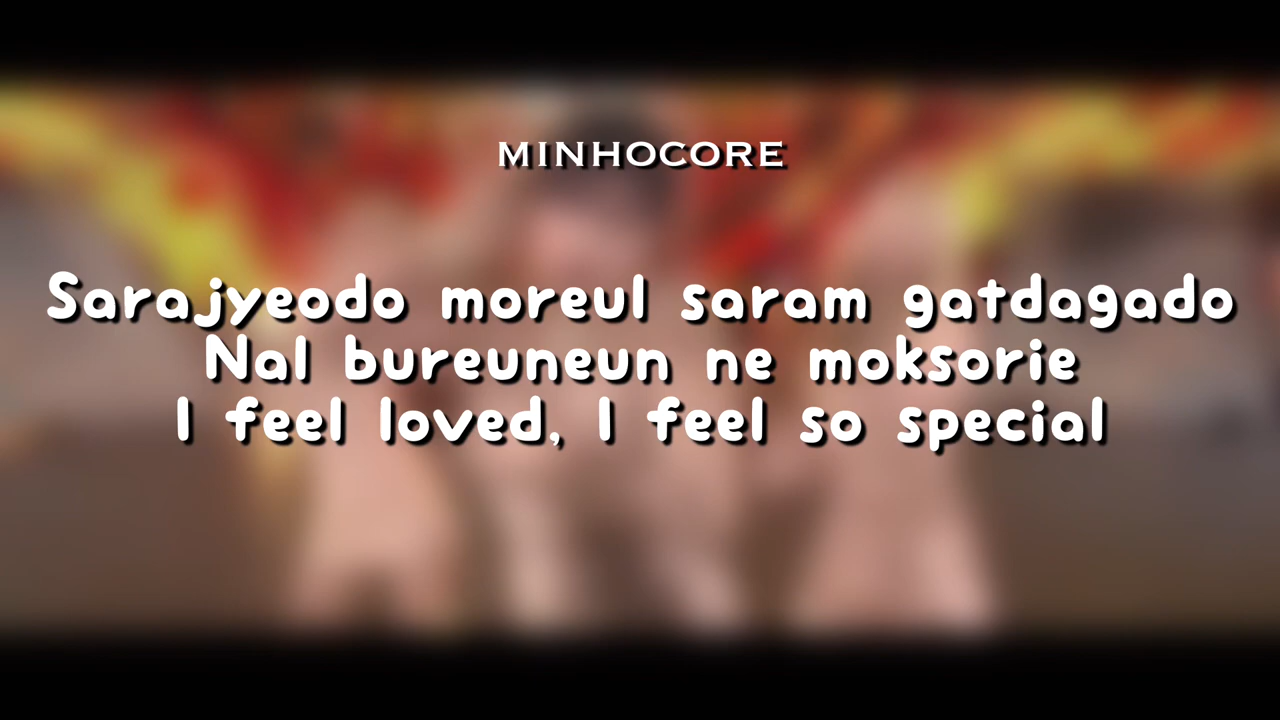 MINHOCORE
Sarajyeodo moreul saram gatdagado
Nal bureuneun ne moksorie
I feel loved, I feel so special